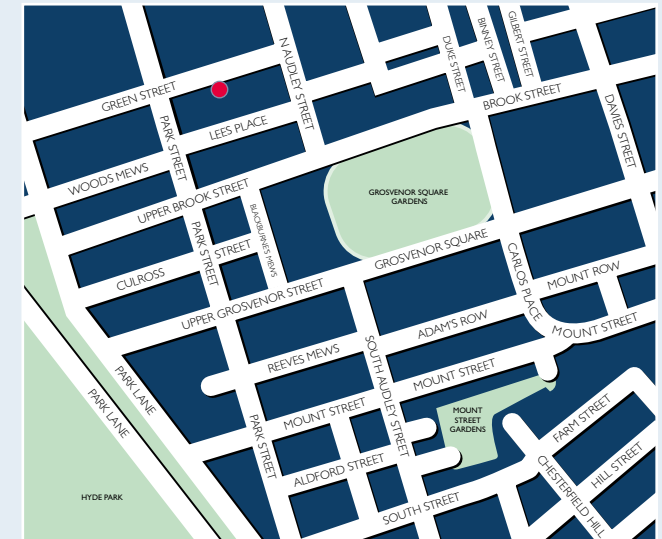 GILBERT STREET
BINNEY STREET
DUKE STREET
N AUDLEY STREET
GREEN STREET
BROOK STREET
DAVIES STREET
PARK STREET
LEES PLACE
WOODS MEWS
UPPER BROOK STREET
GROSVENOR SQUARE
GARDENS
BLACKBURNES MEWS
PARK STREET
CULROSS
STREET
GROSVENOR SQUARE
CARLOS PLACE
MOUNT ROW
UPPER GROSVENOR STREET
ADAM'S ROW
MOUNT STREET
REEVES MEWS
SOUTH AUDLEY STREET
MOUNT STREET
PARK LANE
PARK LANE
MOUNT STREET
MOUNT
STREET
GARDENS
PARK STREET
FARM STREET
ALDFORD STREET
HILL STREET
CHESTERFIELD HILL
HYDE PARK
SOUTH STREET